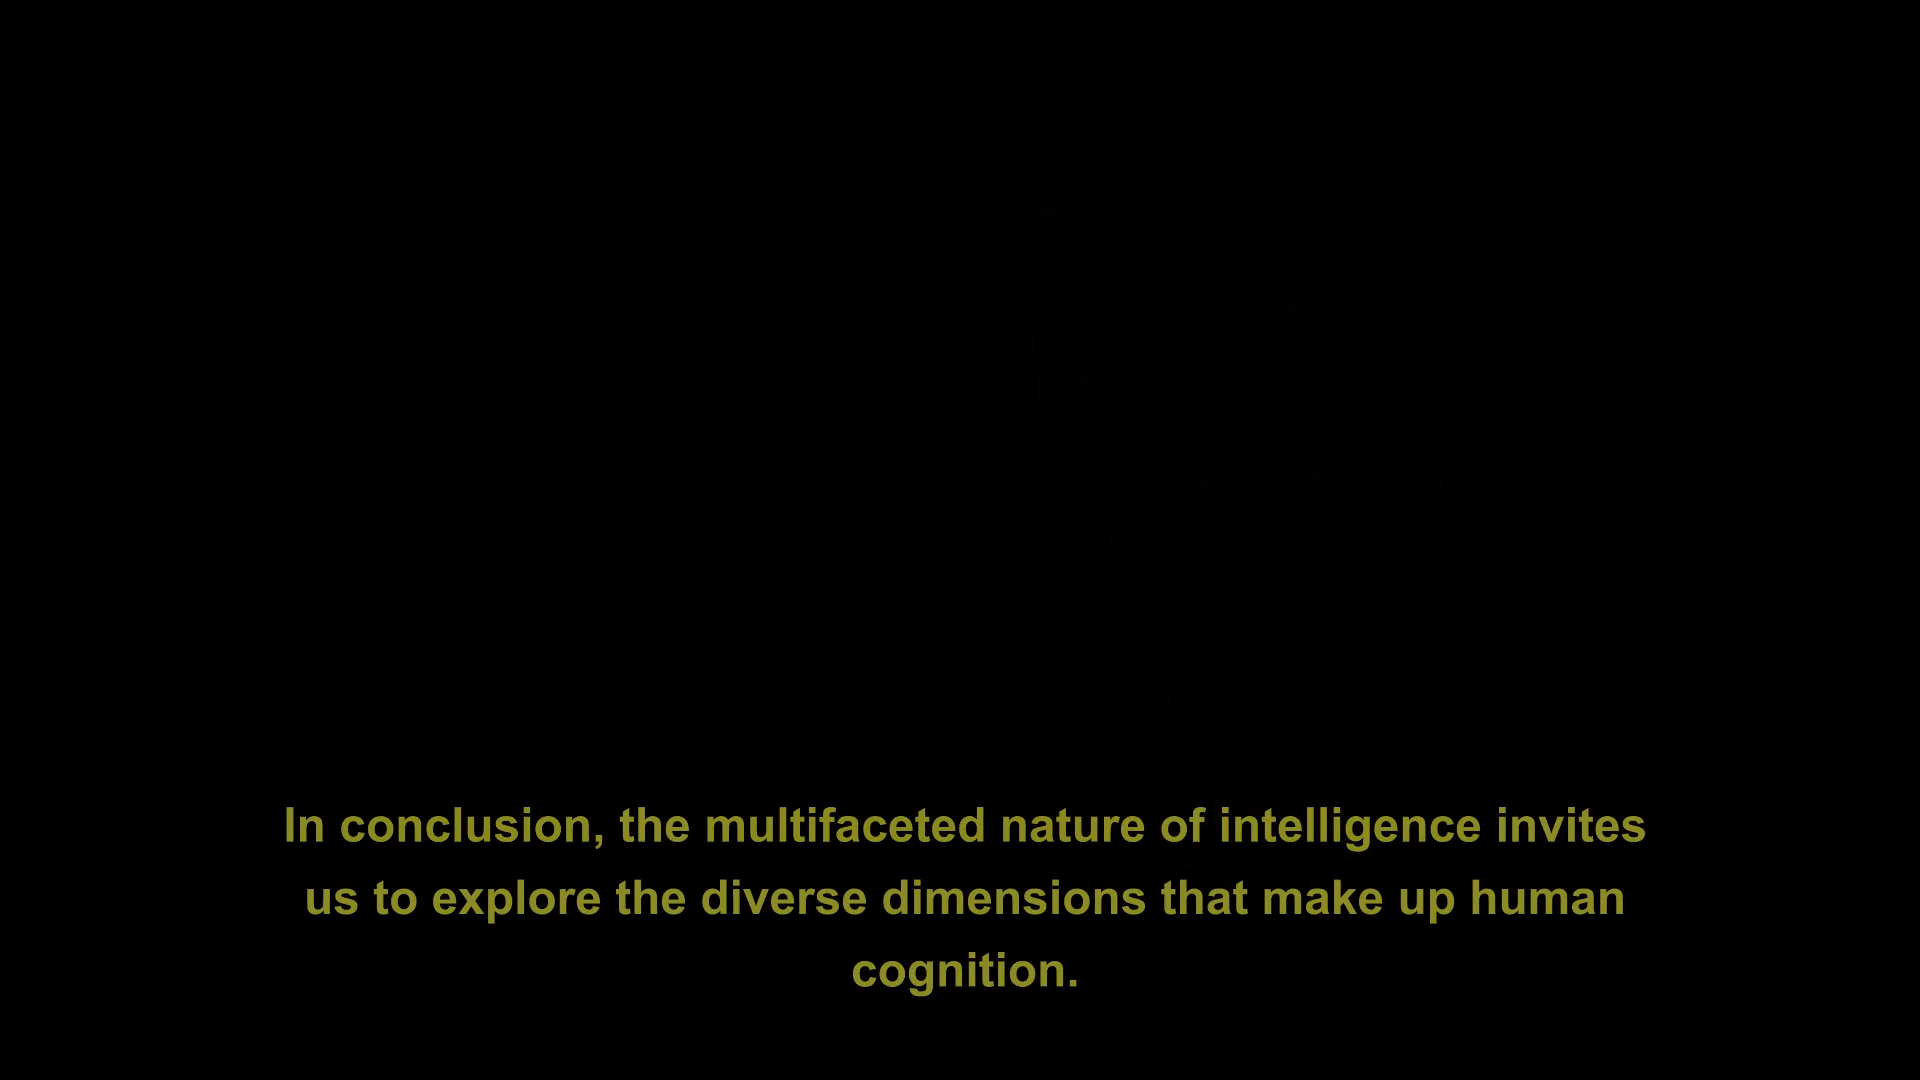 In conclusion, the multifaceted nature of intelligence invites
us to explore the diverse dimensions that make up human
cognition.